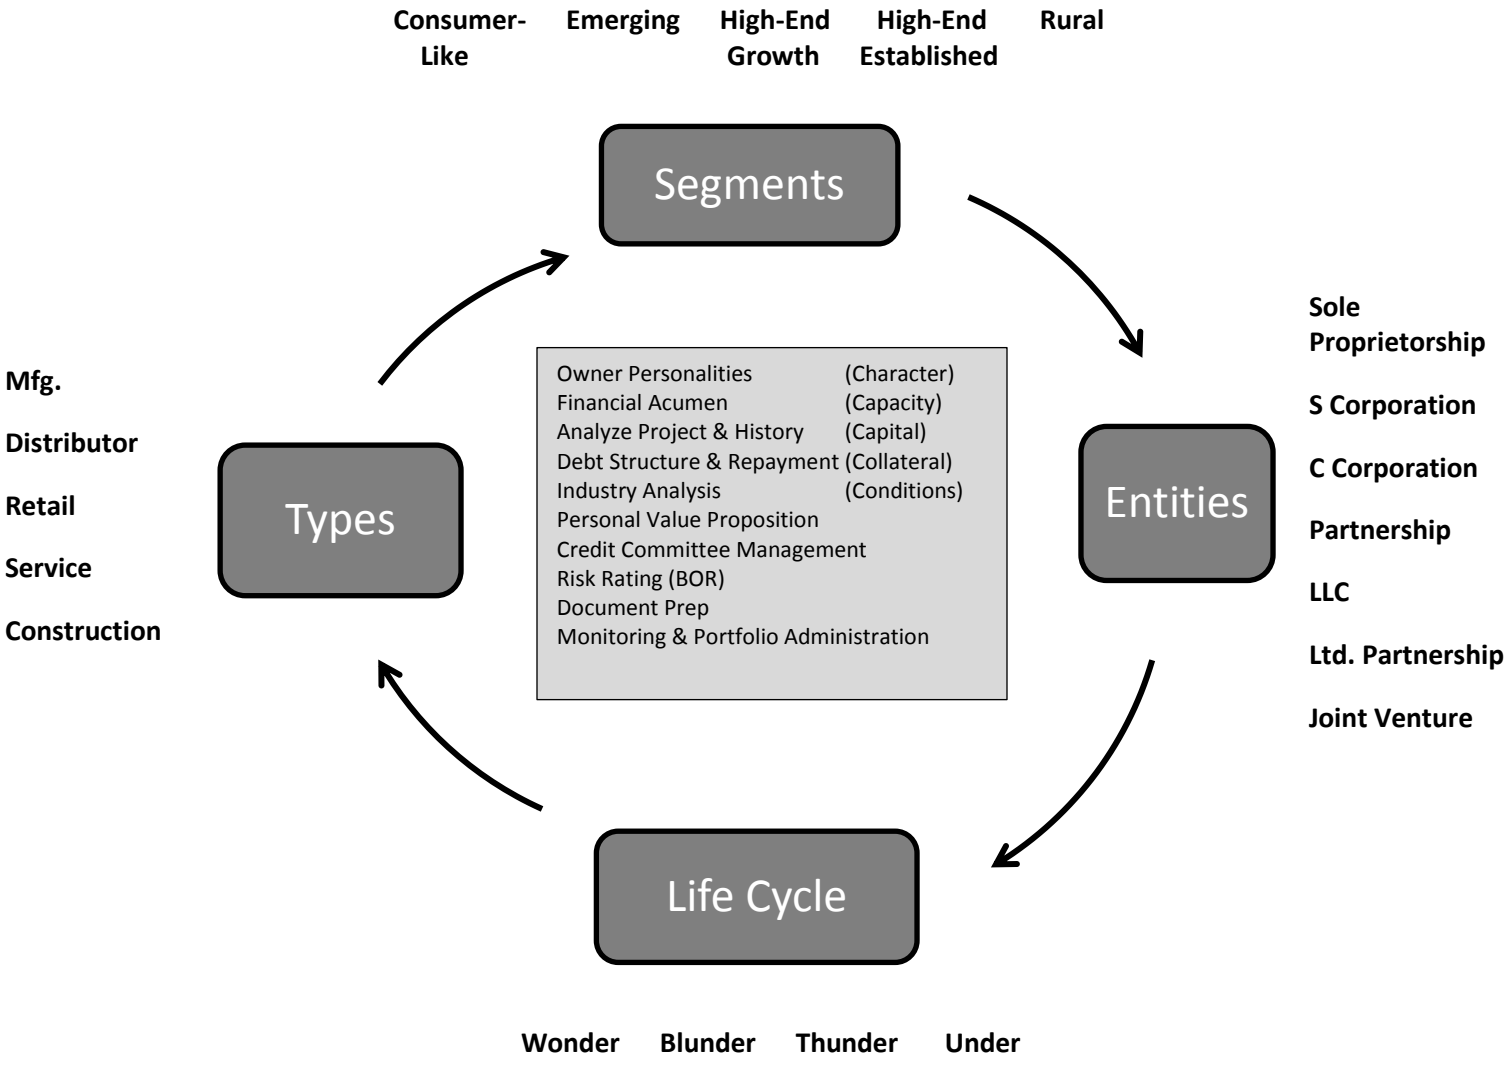 Consumer- Emerging High-End High-End Rural
Like Growth Established
Segments
Sole
Proprietorship
S Corporation
C Corporation
Partnership
LLC
Ltd. Partnership
Joint Venture
Mfg.
Distributor
Retail
Service
Construction
Types
Owner Personalities (Character)
Financial Acumen (Capacity)
Analyze Project & History (Capital)
Debt Structure & Repayment (Collateral)
Industry Analysis (Conditions)
Personal Value Proposition
Credit Committee Management
Risk Rating (BOR)
Document Prep
Monitoring & Portfolio Administration
Entities
Life Cycle
Wonder Blunder Thunder Under